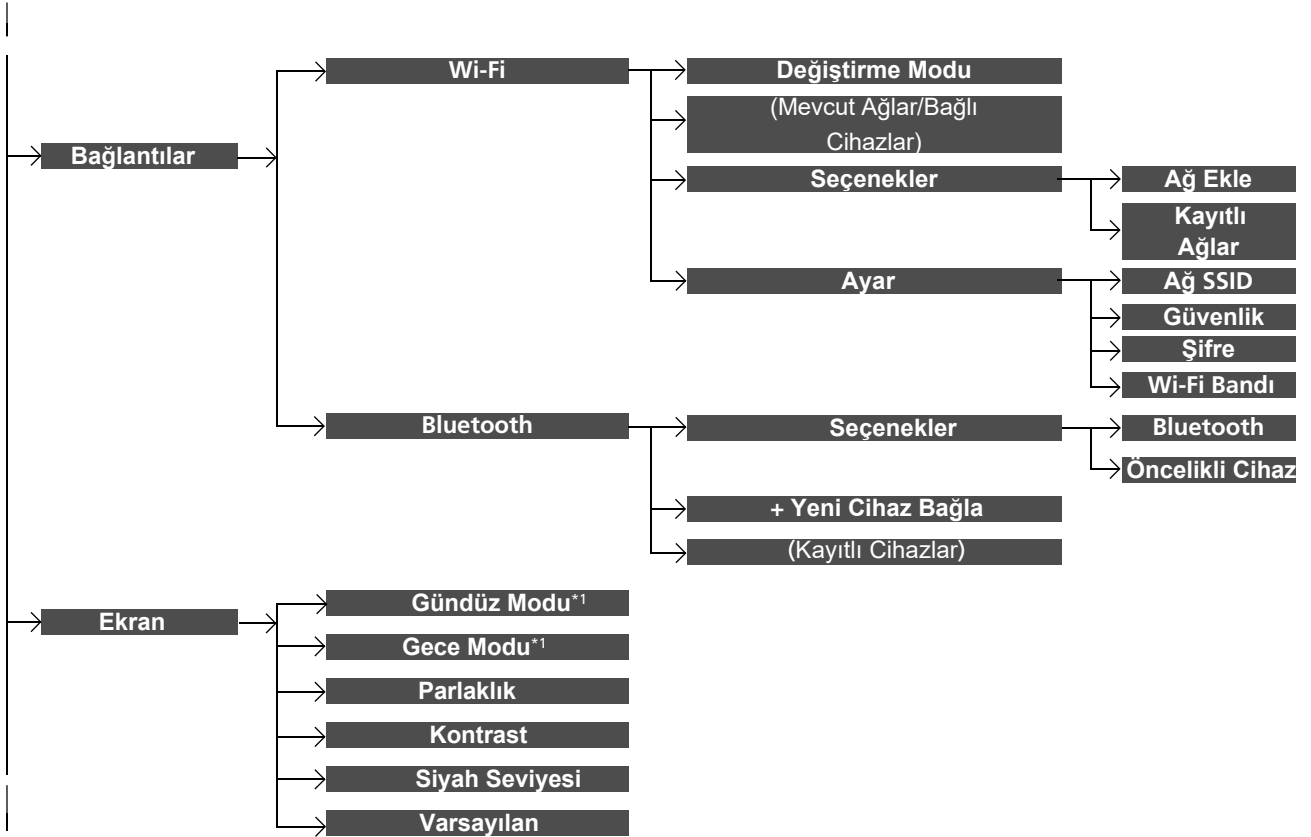 Wi-Fi
Değiştirme Modu
(Mevcut Ağlar/Bağlı
Cihazlar)
Bağlantılar
Seçenekler
Ağ Ekle
Kayıtlı
Ağlar
Ayar
Ağ SSID
Güvenlik
Şifre
Wi-Fi Bandı
Bluetooth
Seçenekler
Bluetooth
Öncelikli Cihaz
+ Yeni Cihaz Bağla
(Kayıtlı Cihazlar)
Ekran
Gündüz Modu*1
Gece Modu*1
Parlaklık
Kontrast
Siyah Seviyesi
Varsayılan